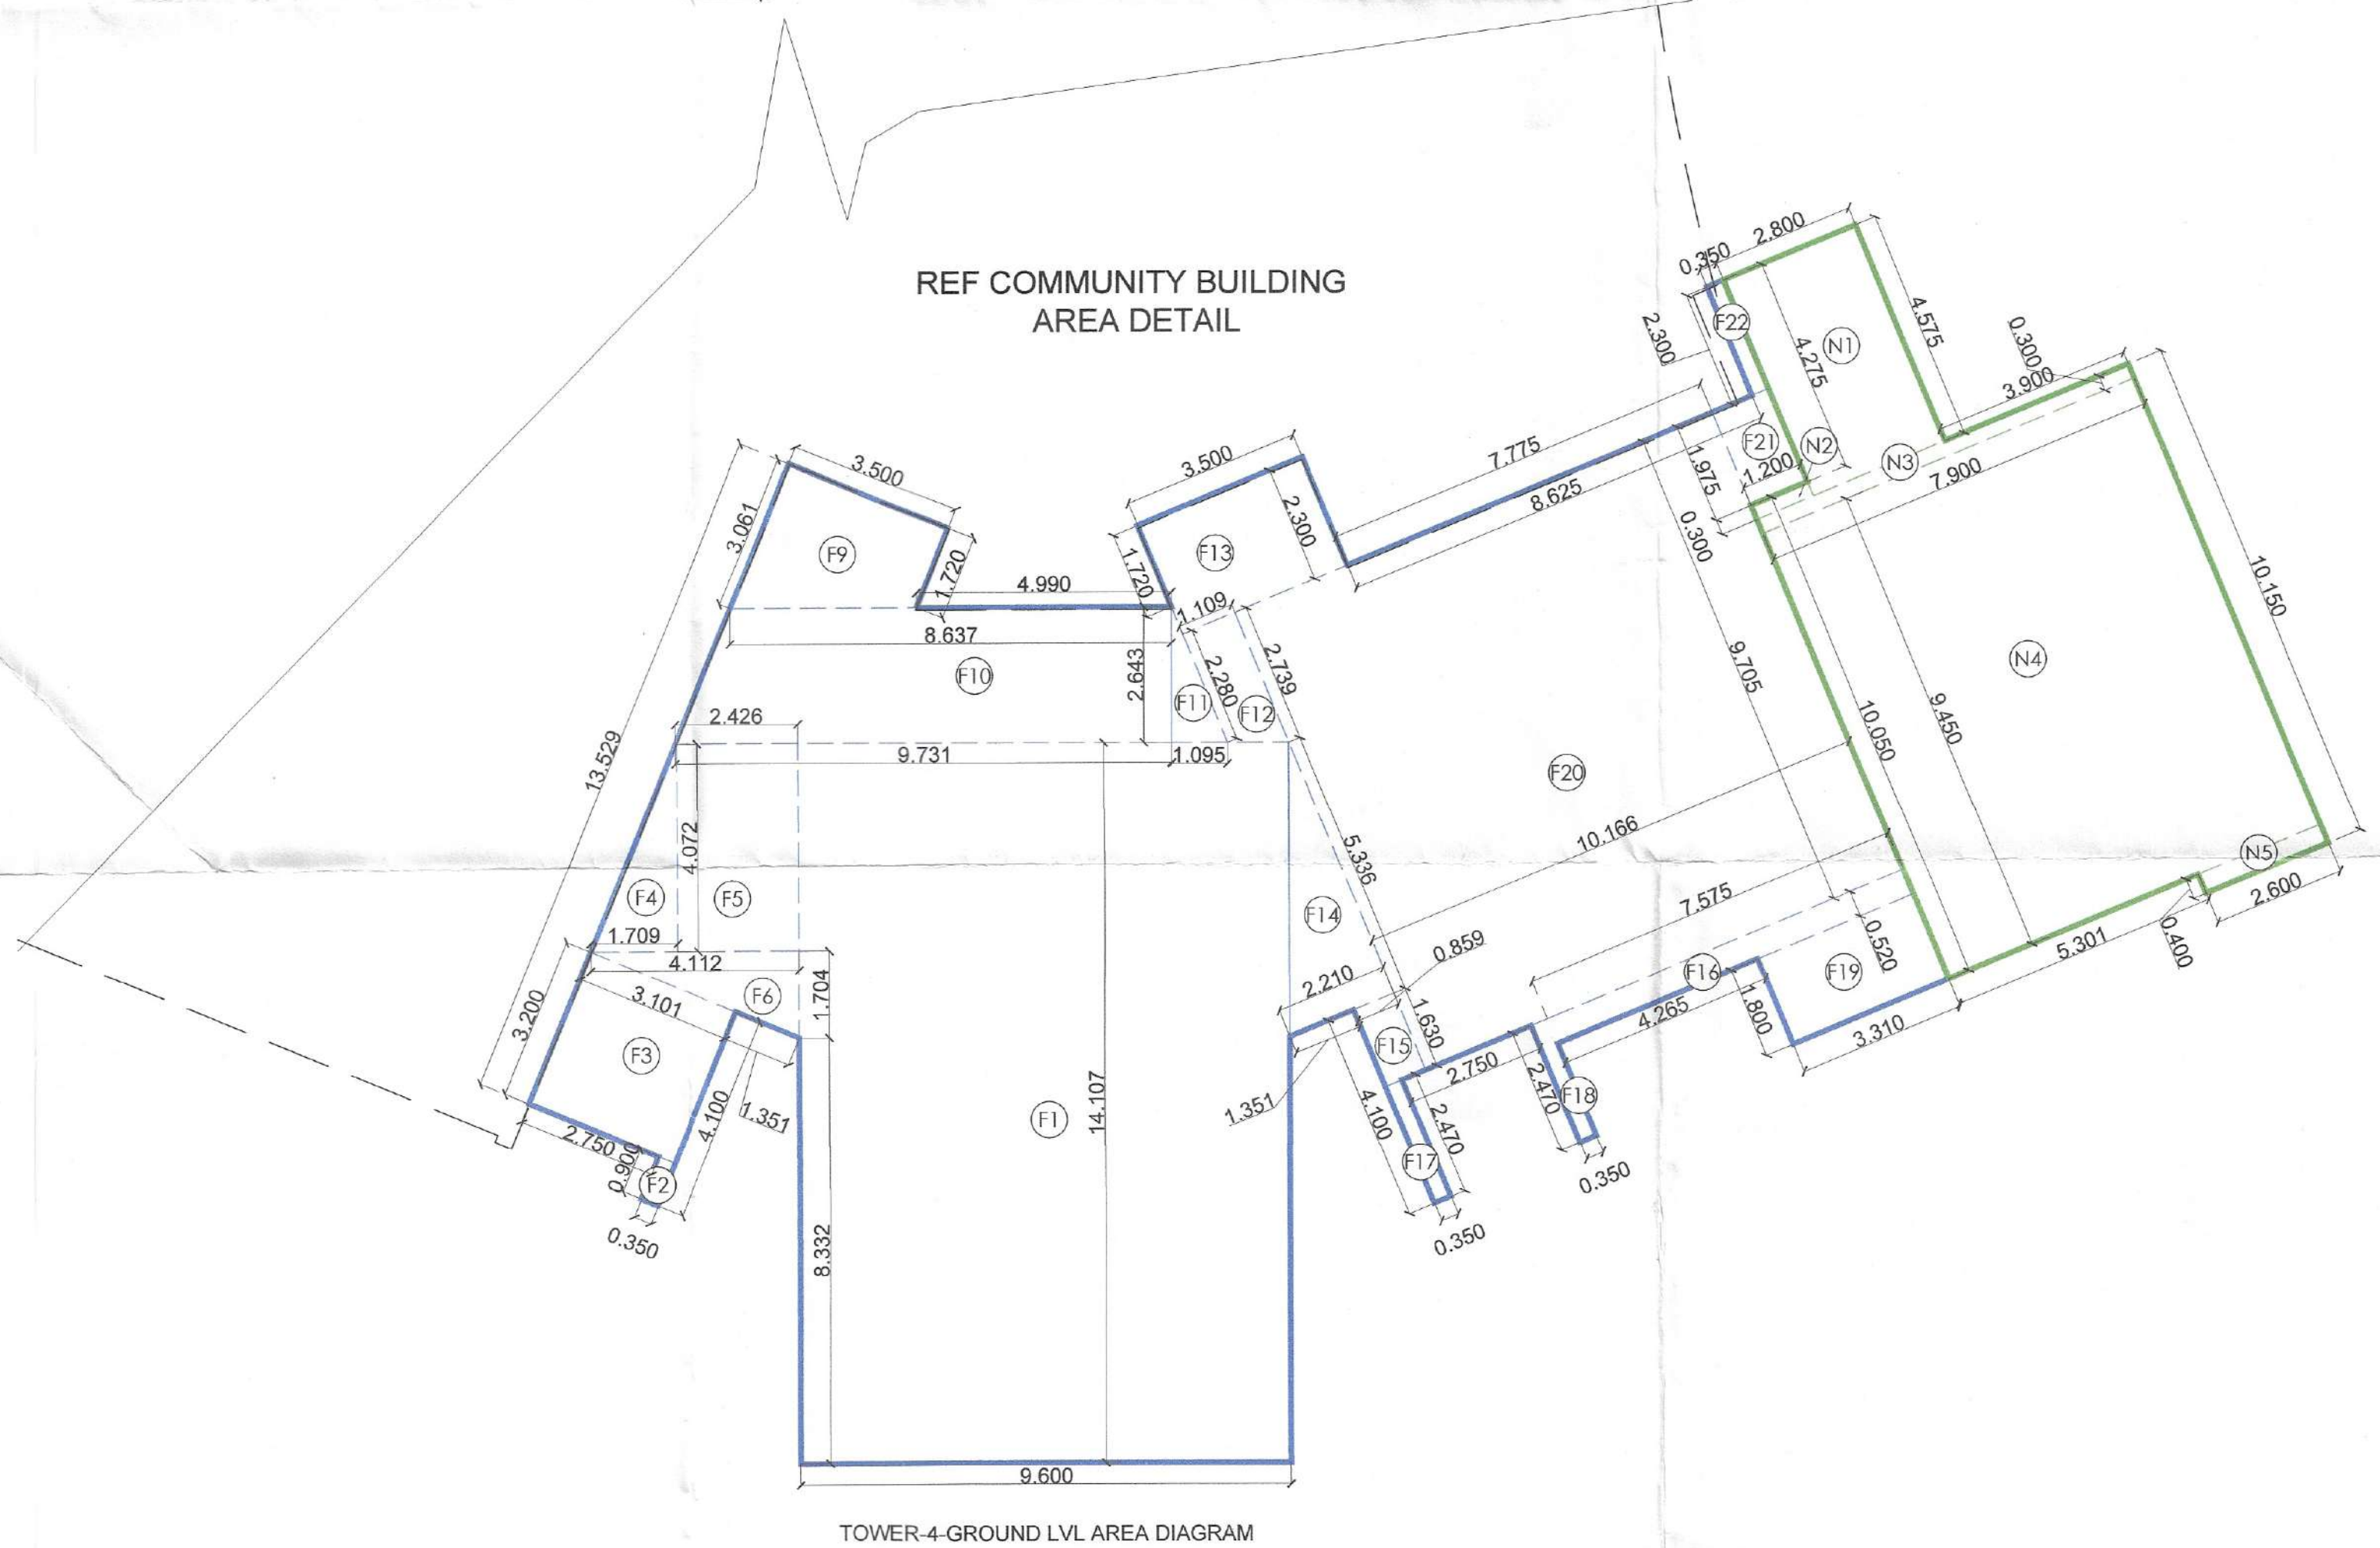 REF COMMUNITY BUILDING
AREA DETAIL
2.800
0.350
F22
2.300
N1
4.575
4.275
0.300
3.900
F21
N2
N3
1.200
1.975
7.900
7.775
8.625
0.300
3.500
3.061
F9
1.720
4.990
3.500
2.300
F13
1.720
1.109
8.637
F10
2.643
2.280
2.739
F11
F12
2.426
9.731
1.095
13.529
9.705
F20
10.050
9.450
N4
10.150
4.072
F4
F5
1.709
4.112
5.336
10.166
F14
7.575
N5
2.600
0.400
5.301
0.859
2.210
0.520
F16
F19
4.265
1.800
3.310
3.200
3.101
F6
1.704
F3
1.351
4.100
2.750
0.900
F2
0.350
F1
14.107
1.351
1.630
F15
2.750
2.470
F18
4.100
2.470
F17
0.350
0.350
8.332
9.600
TOWER-4-GROUND LVL AREA DIAGRAM